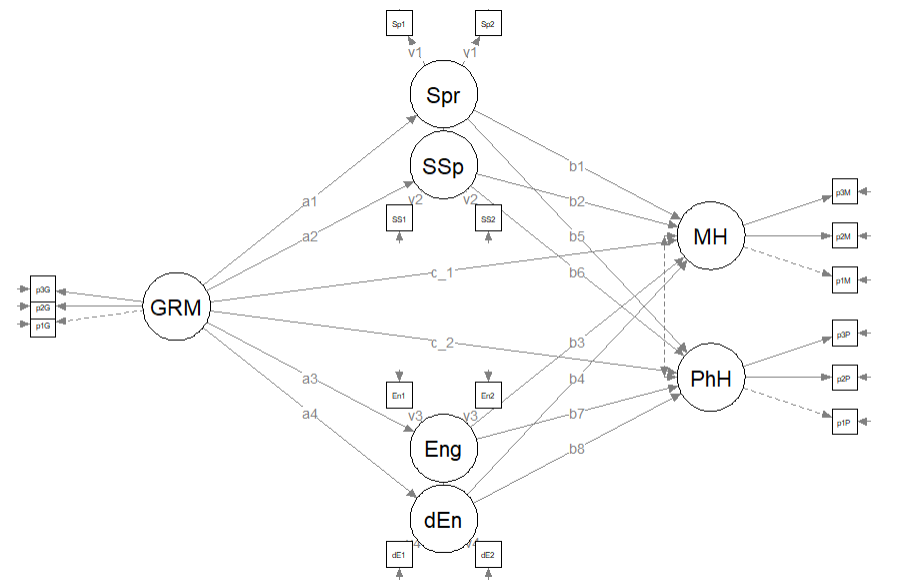 Sp1
Sp2
v1
v1
Spr
SSp
a1
b1
v2
v2
b2
p3M
a2
SS1
SS2
b5
MH
p2M
c_1
b6
p1M
p3G
p2G
p1G
GRM
c_2
b3
p3P
a3
b4
PhH
p2P
En1
En2
a4
v3
v3
b7
p1P
Eng
b8
dEn
dE1
dE2